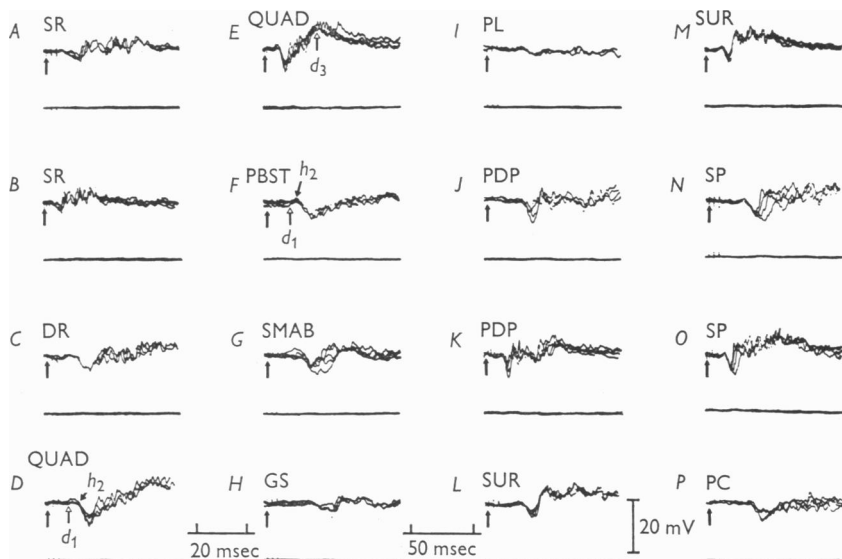 A SR
B SR
C DR
D QUAD h2 d1
E QUAD d3
F PBST h2 d1
G SMAB
H GS
I PL
J PDP
K PDP
L SUR
M SUR
N SP
O SP
P PC
20 msec
50 msec
20 mV